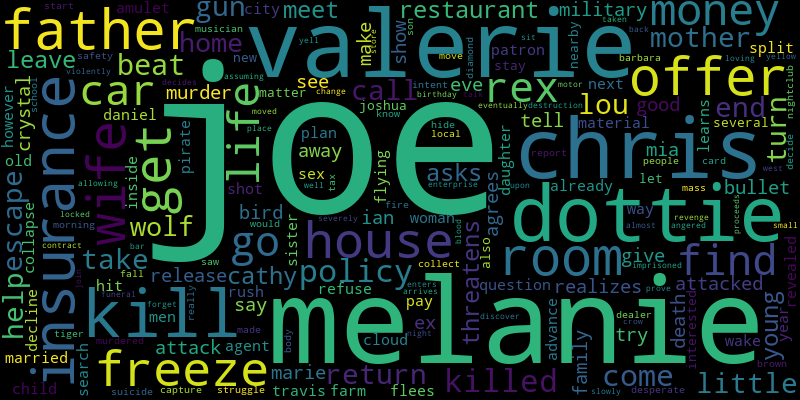 start amulet gun city meet restaurant military money
father musician valerie make store show son nearby patron mother
however leave home yell sit taken back offer split
crystal school safety violently new diamond move stay barbara loving yellow
insurance wife car beat call rex lou good end turn
murder matter see eve next nightclub
get life joe chris daniel joshua change intent birthday talk know
old pirate moved plan assuming eventually destruction motor tell material several learns
place hide local report people card decide
help escape collapse inside away sex tax flying asks mia daughter already let bullet
allowing wolf shot well enterprise agrees dottie upon mass west
locked bird ian woman way revenge angered proceeds small
morning contract go house sister fire severely threatens also room give almost imprisoned find
take would
bar release cathy policy blood collect realizes attacked
decline join fall saw rush refuse pay question death prove year revealed
hit kill really say melanie ex enters arrives advance try young
tiger men funeral forget made cloud discover dealer crow interested wake
married murdered attack agent body night family brown
search freeze marie return killed come little
child suicide capture struggle travis farm flees slowly desperate decides